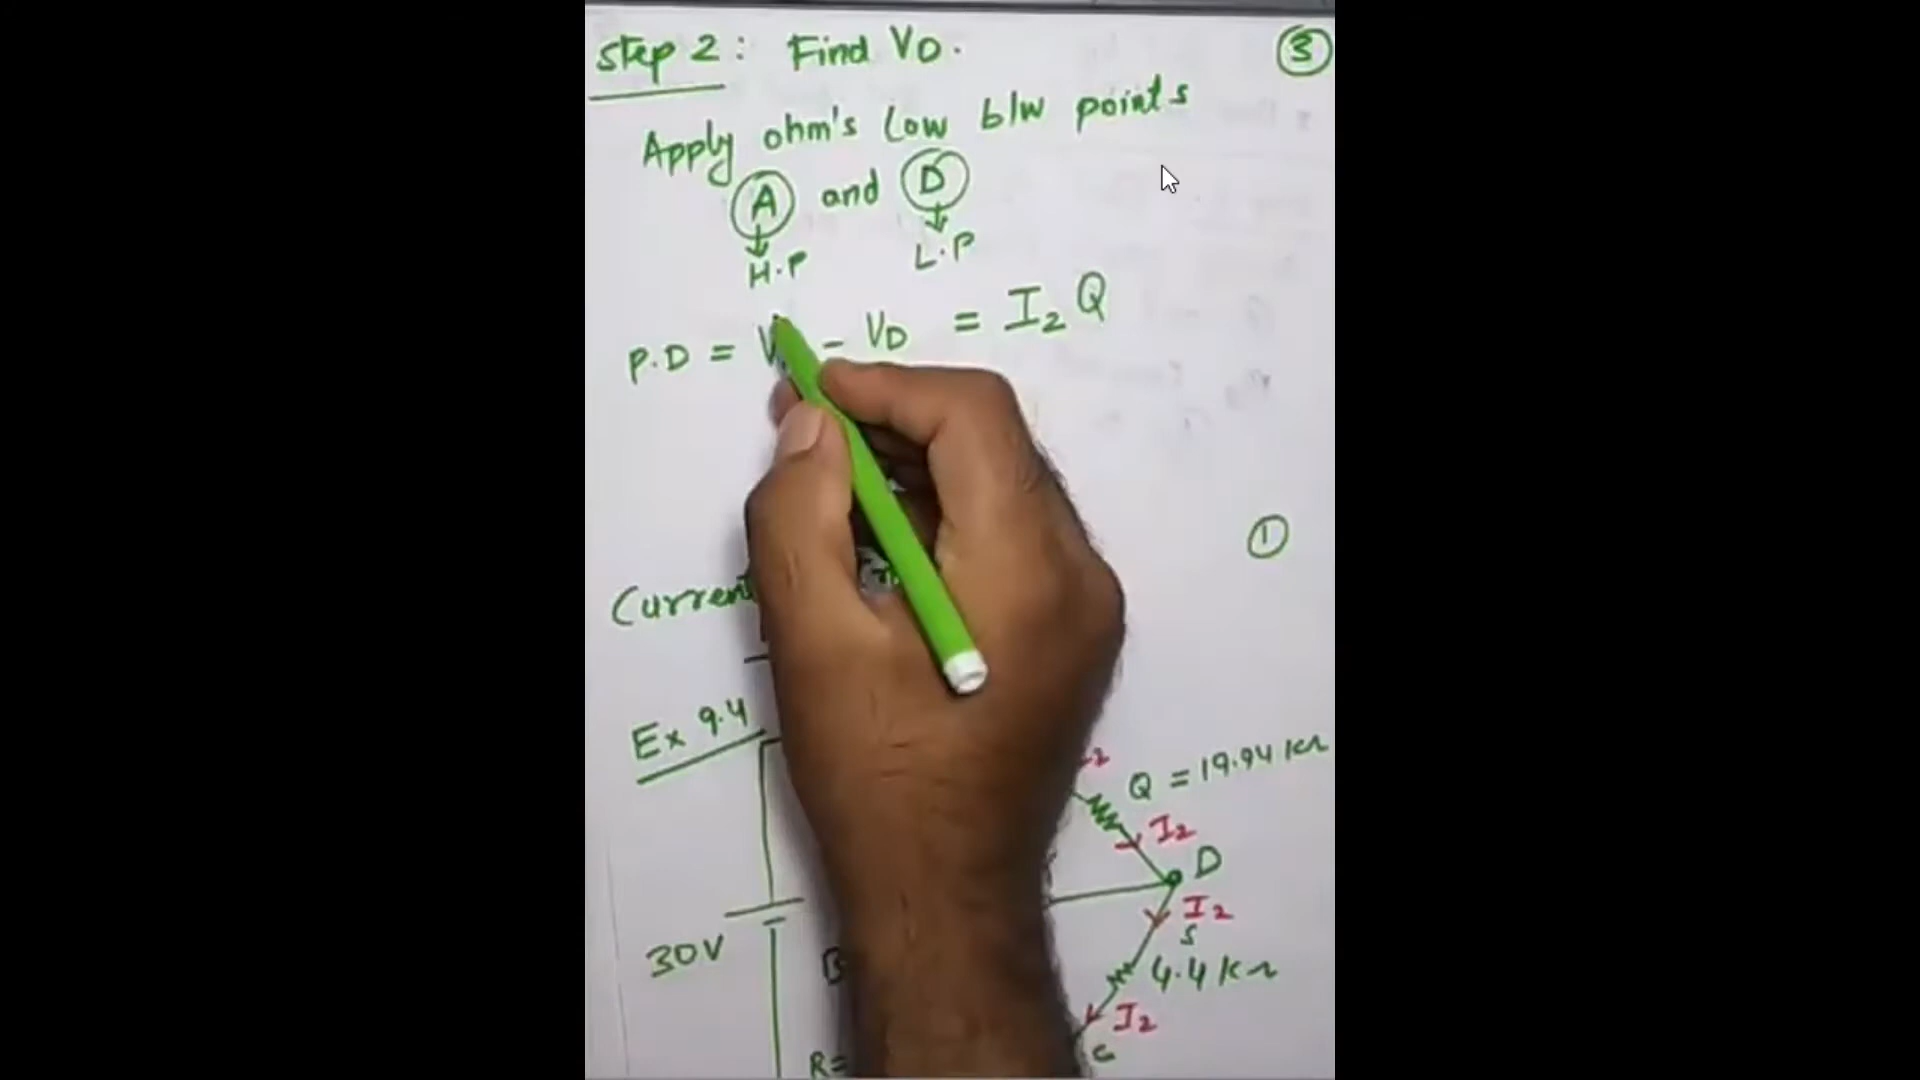 Step 2: Find VD.
3
Apply ohm's Low b/w points
A and D
H.P L.P
P.D = V - VD = I2 Q
1
Current
Ex 9.4
Q = 19.94 KΩ
I2
D
I2
S
30V
4.4 KΩ
I2
R=
C